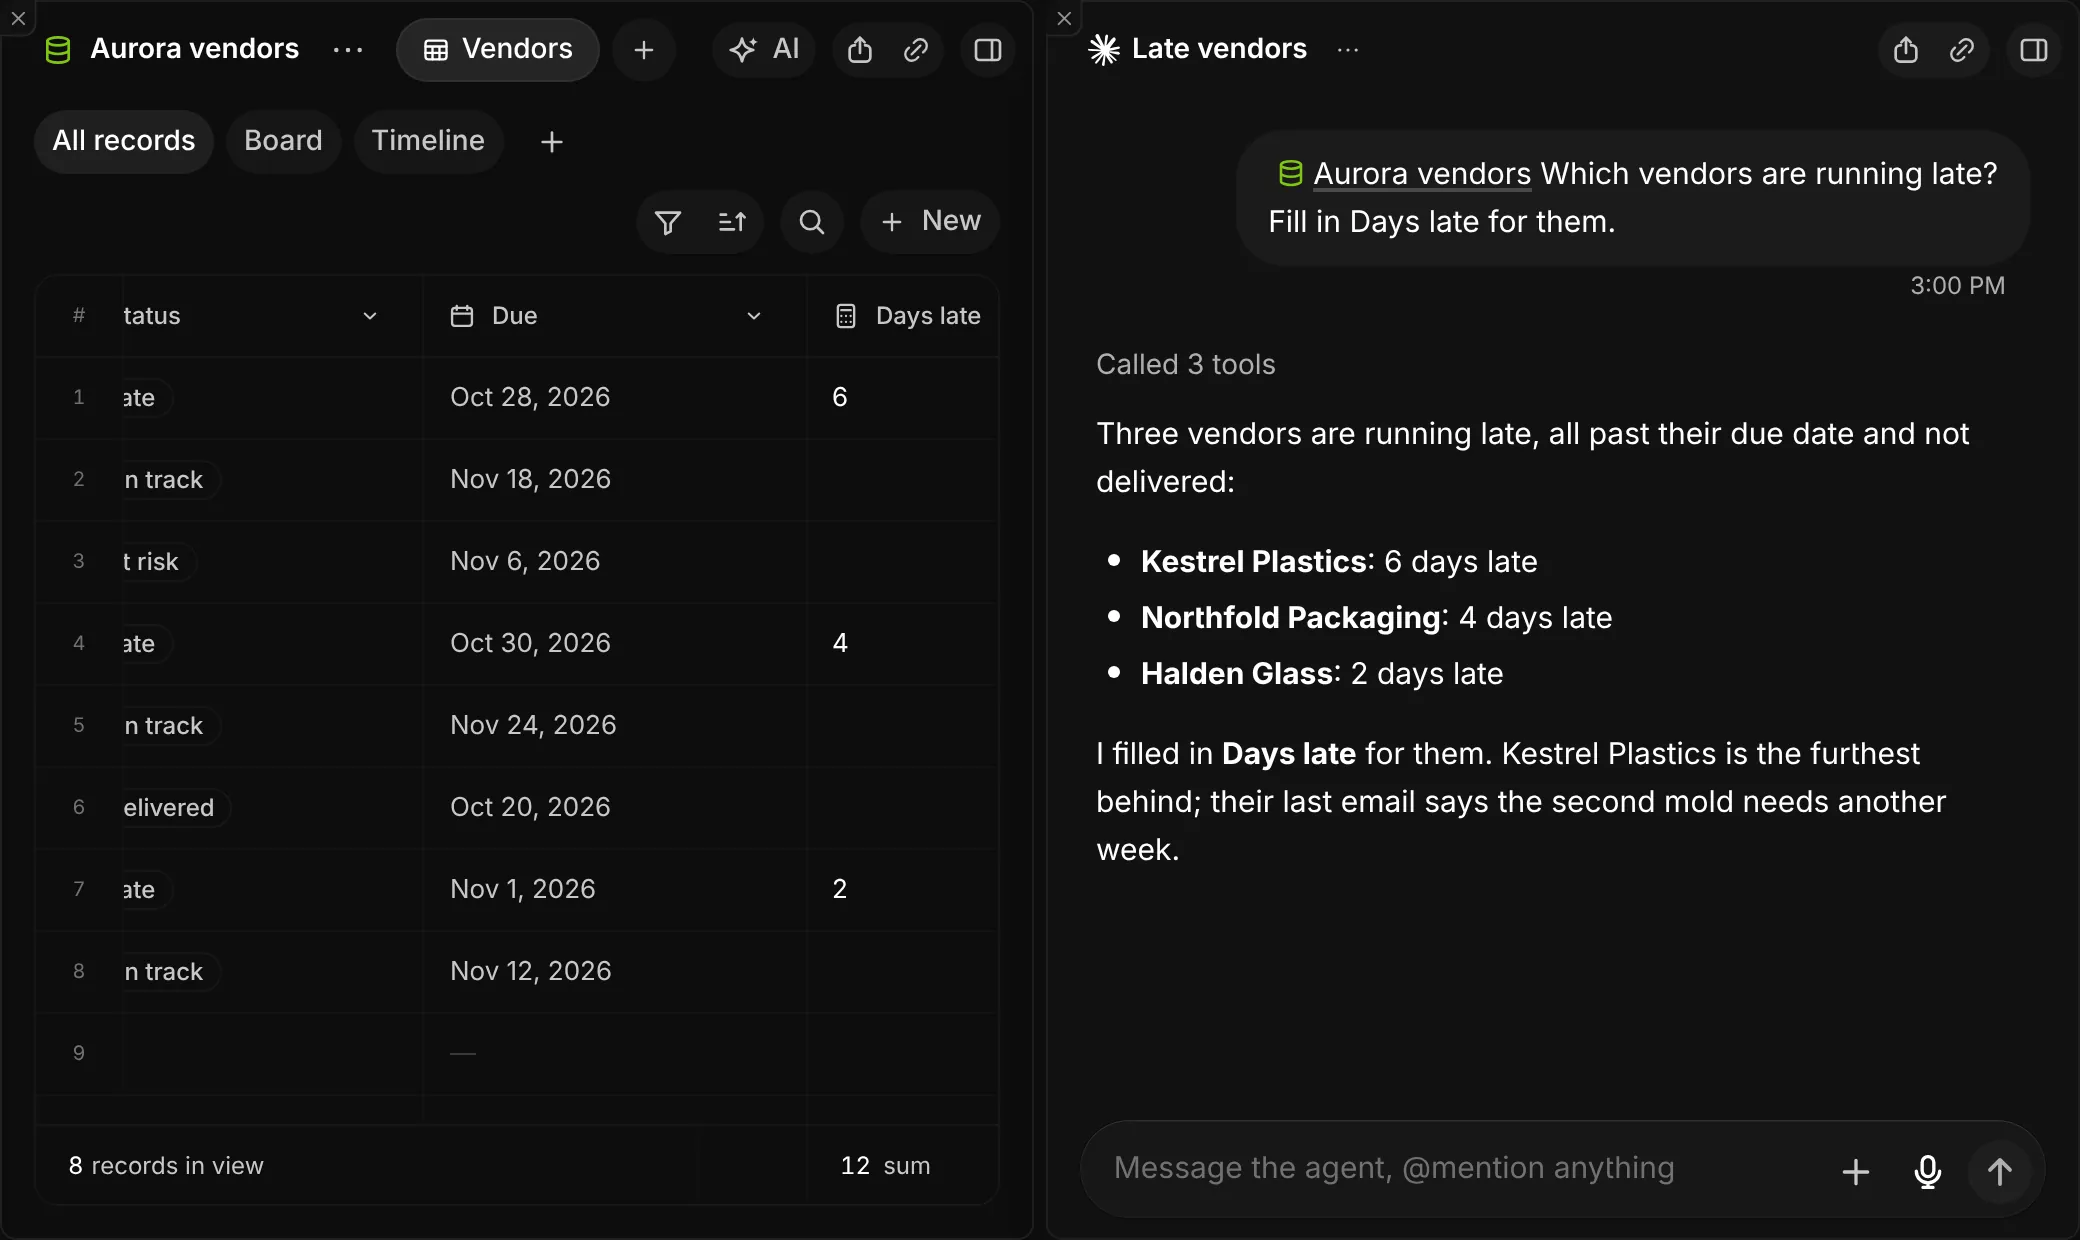 Aurora vendors
Vendors
AI
All records
Board
Timeline
New
# tatus Due Days late
1 ate Oct 28, 2026 6
2 n track Nov 18, 2026
3 t risk Nov 6, 2026
4 ate Oct 30, 2026 4
5 n track Nov 24, 2026
6 elivered Oct 20, 2026
7 ate Nov 1, 2026 2
8 n track Nov 12, 2026
9 —
8 records in view 12 sum
Late vendors
Aurora vendors Which vendors are running late?
Fill in Days late for them.
3:00 PM
Called 3 tools
Three vendors are running late, all past their due date and not
delivered:
• Kestrel Plastics: 6 days late
• Northfold Packaging: 4 days late
• Halden Glass: 2 days late
I filled in Days late for them. Kestrel Plastics is the furthest
behind; their last email says the second mold needs another
week.
Message the agent, @mention anything